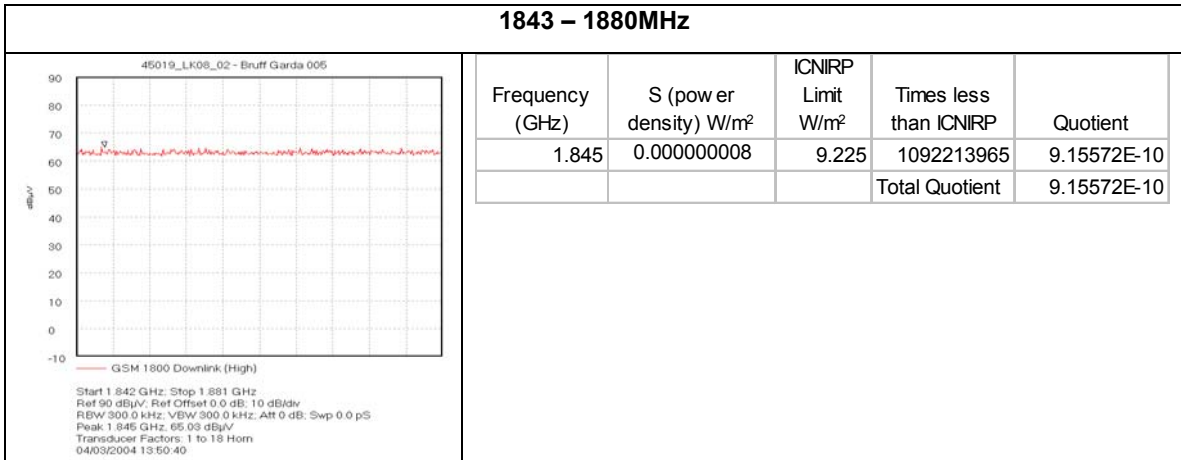 1843 – 1880MHz
45019_LK08_02 - Bruff Garda 005
90
80
70
60
50
40
30
20
10
0
-10
dBµV
GSM 1800 Downlink (High)
Start 1.842 GHz; Stop 1.881 GHz
Ref 90 dBµV; Ref Offset 0.0 dB; 10 dB/div
RBW 300.0 kHz; VBW 300.0 kHz; Att 0 dB; Swp 0.0 pS
Peak 1.845 GHz, 65.03 dBµV
Transducer Factors: 1 to 18 Horn
04/03/2004 13:50:40
Frequency (GHz) S (power density) W/m² ICNIRP Limit W/m² Times less than ICNIRP Quotient
1.845 0.000000008 9.225 1092213965 9.15572E-10
Total Quotient 9.15572E-10